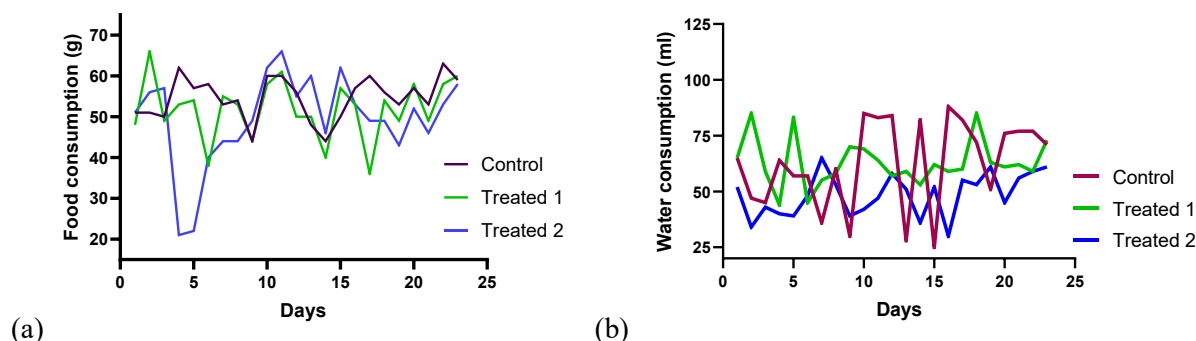 Food consumption (g)
70
60
50
40
30
20
0
5
10
15
20
25
Days
Control
Treated 1
Treated 2
(a)
Water consumption (ml)
125
100
75
50
25
0
5
10
15
20
25
Days
Control
Treated 1
Treated 2
(b)